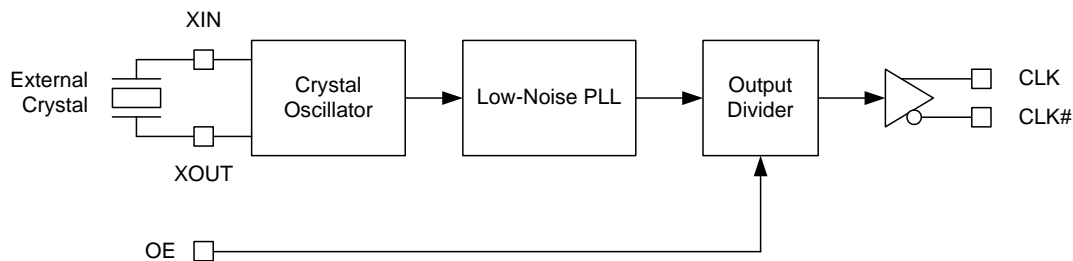 XIN
External
Crystal
XOUT
Crystal
Oscillator
Low-Noise PLL
Output
Divider
CLK
CLK#
OE